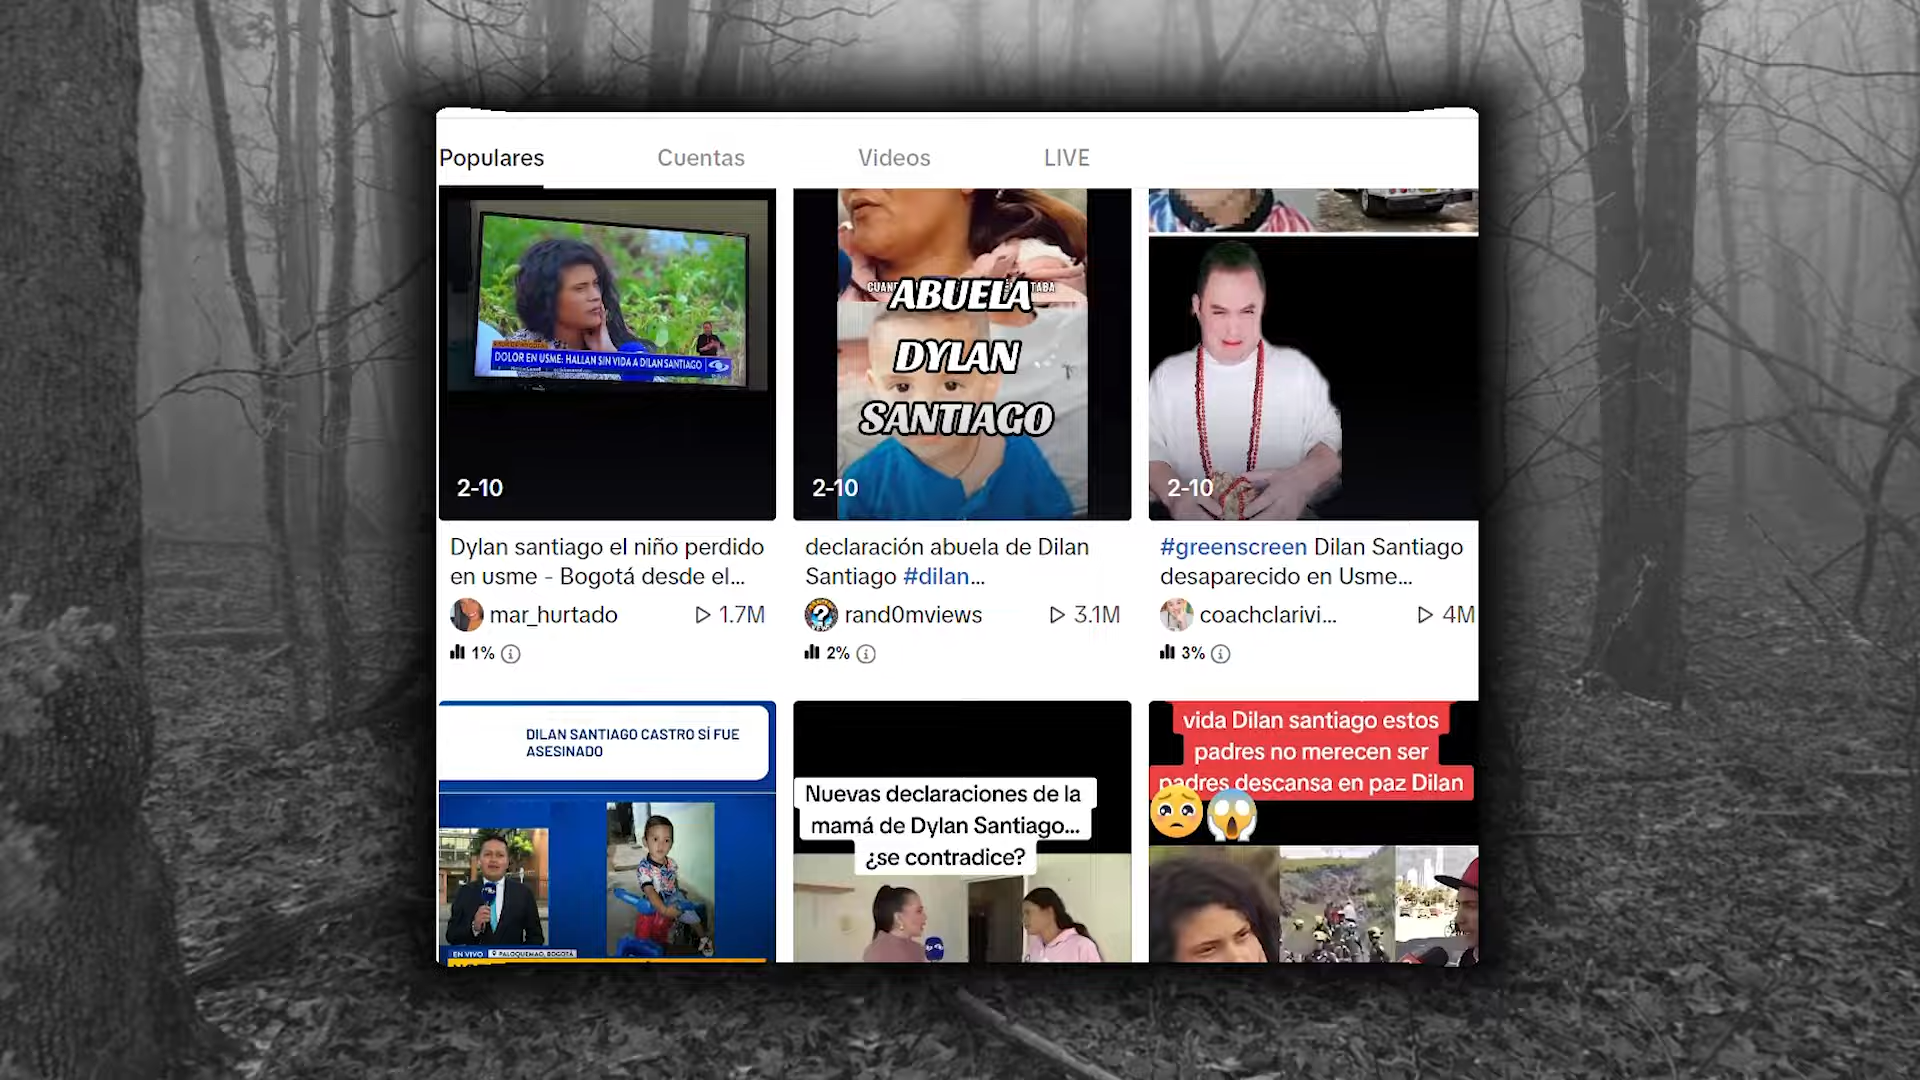 Populares
Cuentas
Videos
LIVE
DOLOR EN USME: HALLAN SIN VIDA A DILAN SANTIAGO
2-10
ABUELA
DYLAN
SANTIAGO
2-10
2-10
Dylan santiago el niño perdido
en usme - Bogotá desde el...
mar_hurtado
1.7M
1%
declaración abuela de Dilan
Santiago #dilan...
rand0mviews
3.1M
2%
#greenscreen Dilan Santiago
desaparecido en Usme...
coachclarivi...
4M
3%
DILAN SANTIAGO CASTRO SÍ FUE
ASESINADO
EN VIVO
PALOQUEMAO, BOGOTÁ
Nuevas declaraciones de la
mamá de Dylan Santiago...
¿se contradice?
vida Dilan santiago estos
padres no merecen ser
padres descansa en paz Dilan